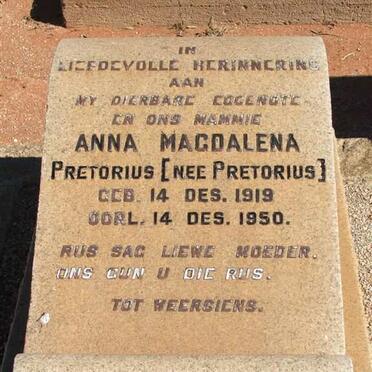 IN
LIEFDEVOLLE HERINNERING
AAN
MY DIERBARE EGGENOTE
EN ONS MAMMIE
ANNA MAGDALENA
PRETORIUS [NEE PRETORIUS]
GEB. 14 DES. 1919
OORL. 14 DES. 1950.
RUS SAG LIEWE MOEDER.
ONS GUN U DIE RUS.
TOT WEERSIENS.